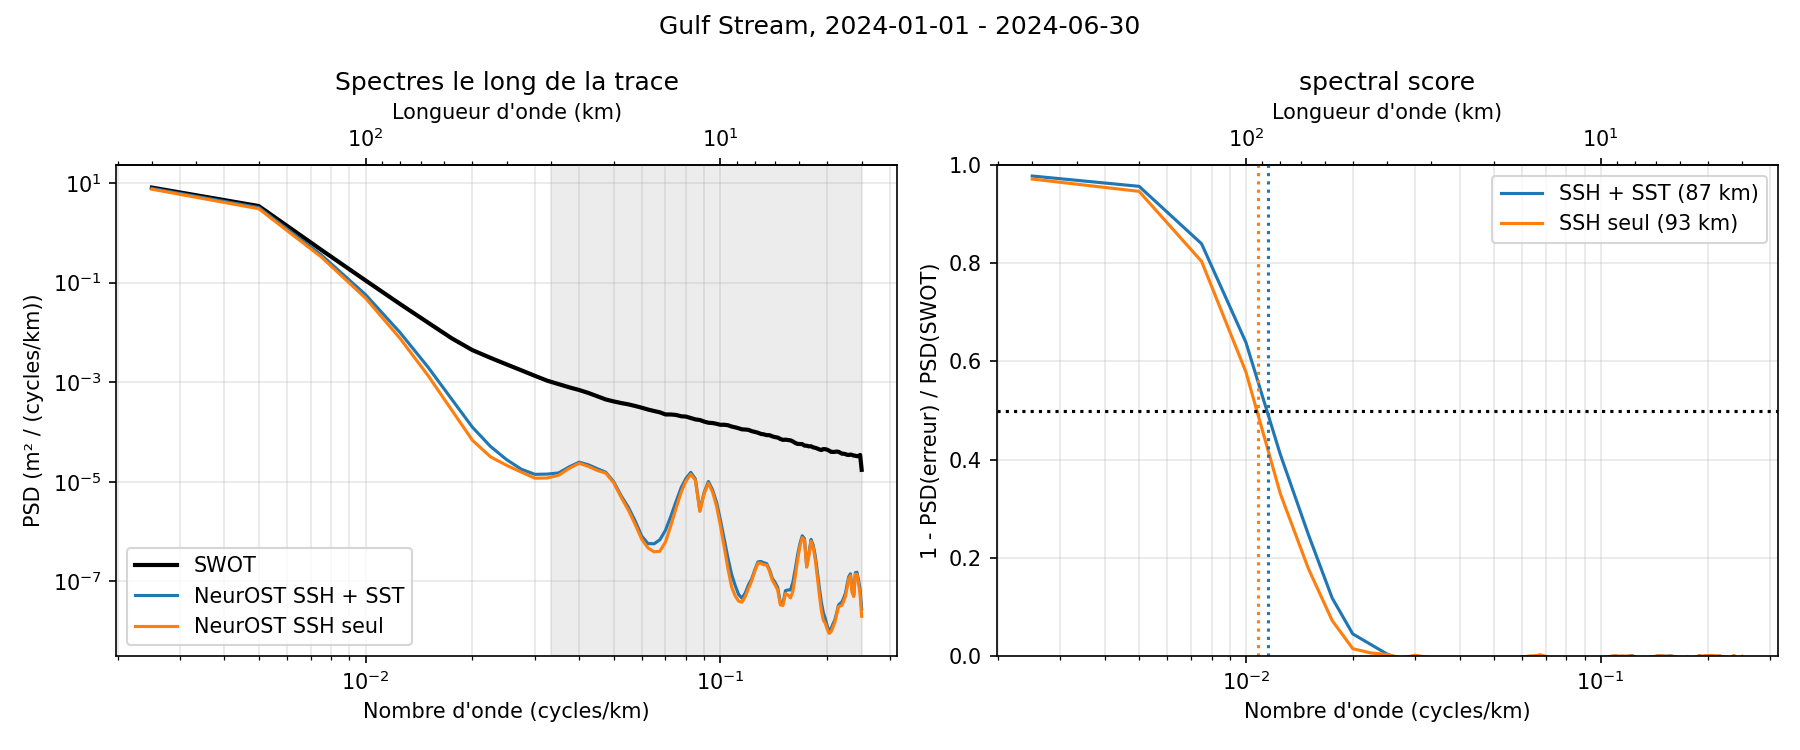 Gulf Stream, 2024-01-01 - 2024-06-30
Spectres le long de la trace
Longueur d'onde (km)
10² 10¹
10¹
10⁻¹
10⁻³
10⁻⁵
10⁻⁷
PSD (m² / (cycles/km))
SWOT
NeurOST SSH + SST
NeurOST SSH seul
10⁻² 10⁻¹
Nombre d'onde (cycles/km)
spectral score
Longueur d'onde (km)
10² 10¹
1.0
0.8
0.6
0.4
0.2
0.0
1 - PSD(erreur) / PSD(SWOT)
SSH + SST (87 km)
SSH seul (93 km)
10⁻² 10⁻¹
Nombre d'onde (cycles/km)